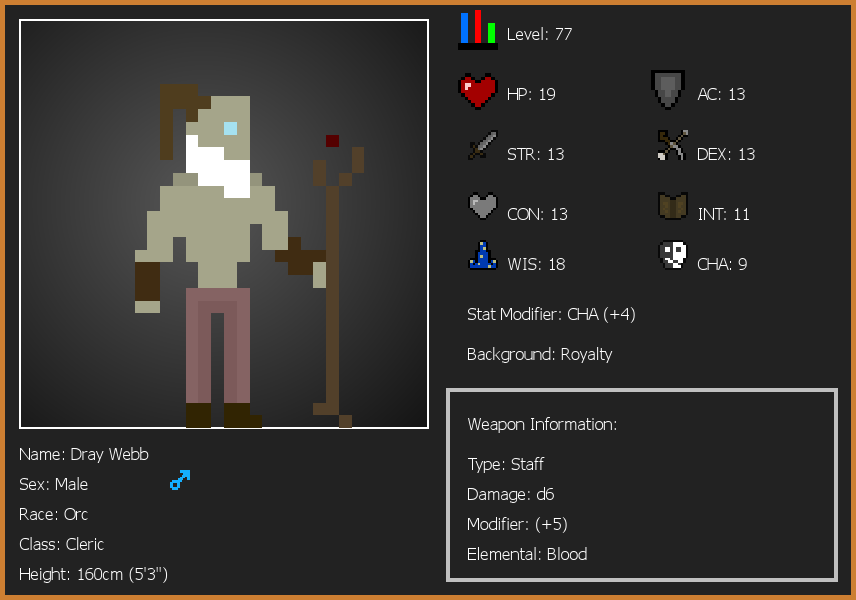 Level: 77
HP: 19
AC: 13
STR: 13
DEX: 13
CON: 13
INT: 11
WIS: 18
CHA: 9
Stat Modifier: CHA (+4)
Background: Royalty
Weapon Information:
Type: Staff
Damage: d6
Modifier: (+5)
Elemental: Blood
Name: Dray Webb
Sex: Male
Race: Orc
Class: Cleric
Height: 160cm (5'3")